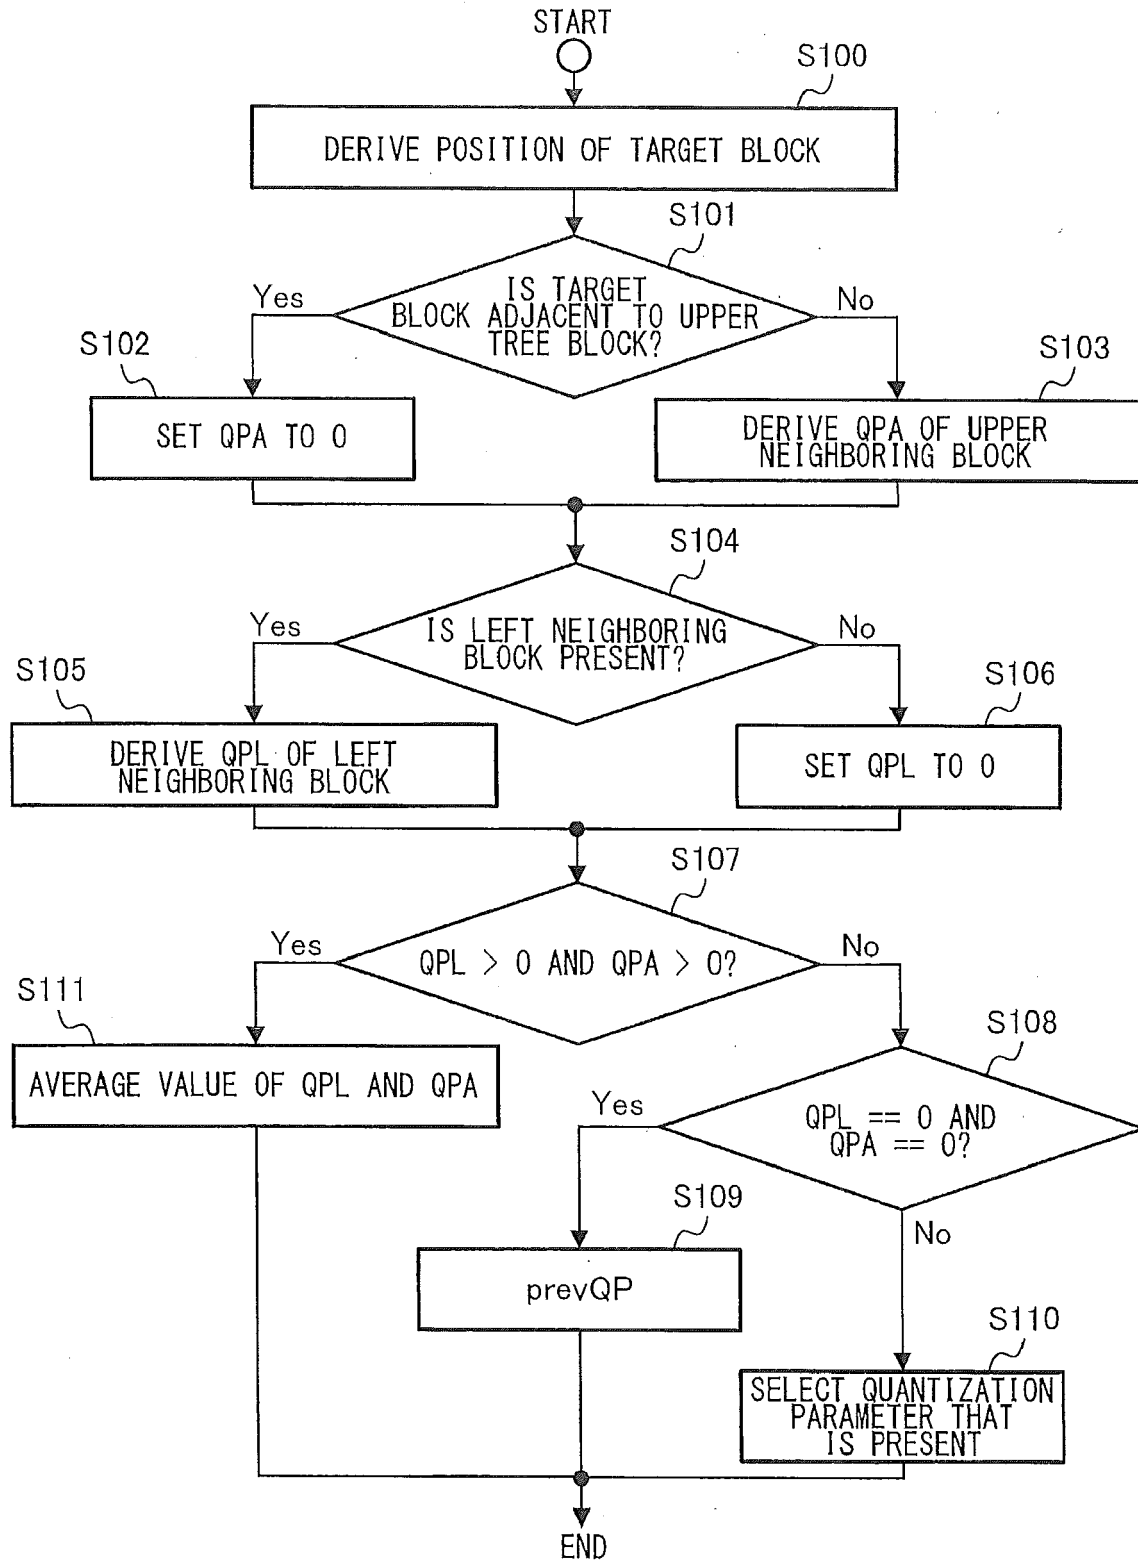 START
S100
DERIVE POSITION OF TARGET BLOCK
S101
IS TARGET
BLOCK ADJACENT TO UPPER
TREE BLOCK?
Yes
No
S102
SET QPA TO 0
S103
DERIVE QPA OF UPPER
NEIGHBORING BLOCK
S104
IS LEFT NEIGHBORING
BLOCK PRESENT?
Yes
No
S105
DERIVE QPL OF LEFT
NEIGHBORING BLOCK
S106
SET QPL TO 0
S107
QPL > 0 AND QPA > 0?
Yes
No
S111
AVERAGE VALUE OF QPL AND QPA
S108
QPL == 0 AND
QPA == 0?
Yes
No
S109
prevQP
S110
SELECT QUANTIZATION
PARAMETER THAT
IS PRESENT
END